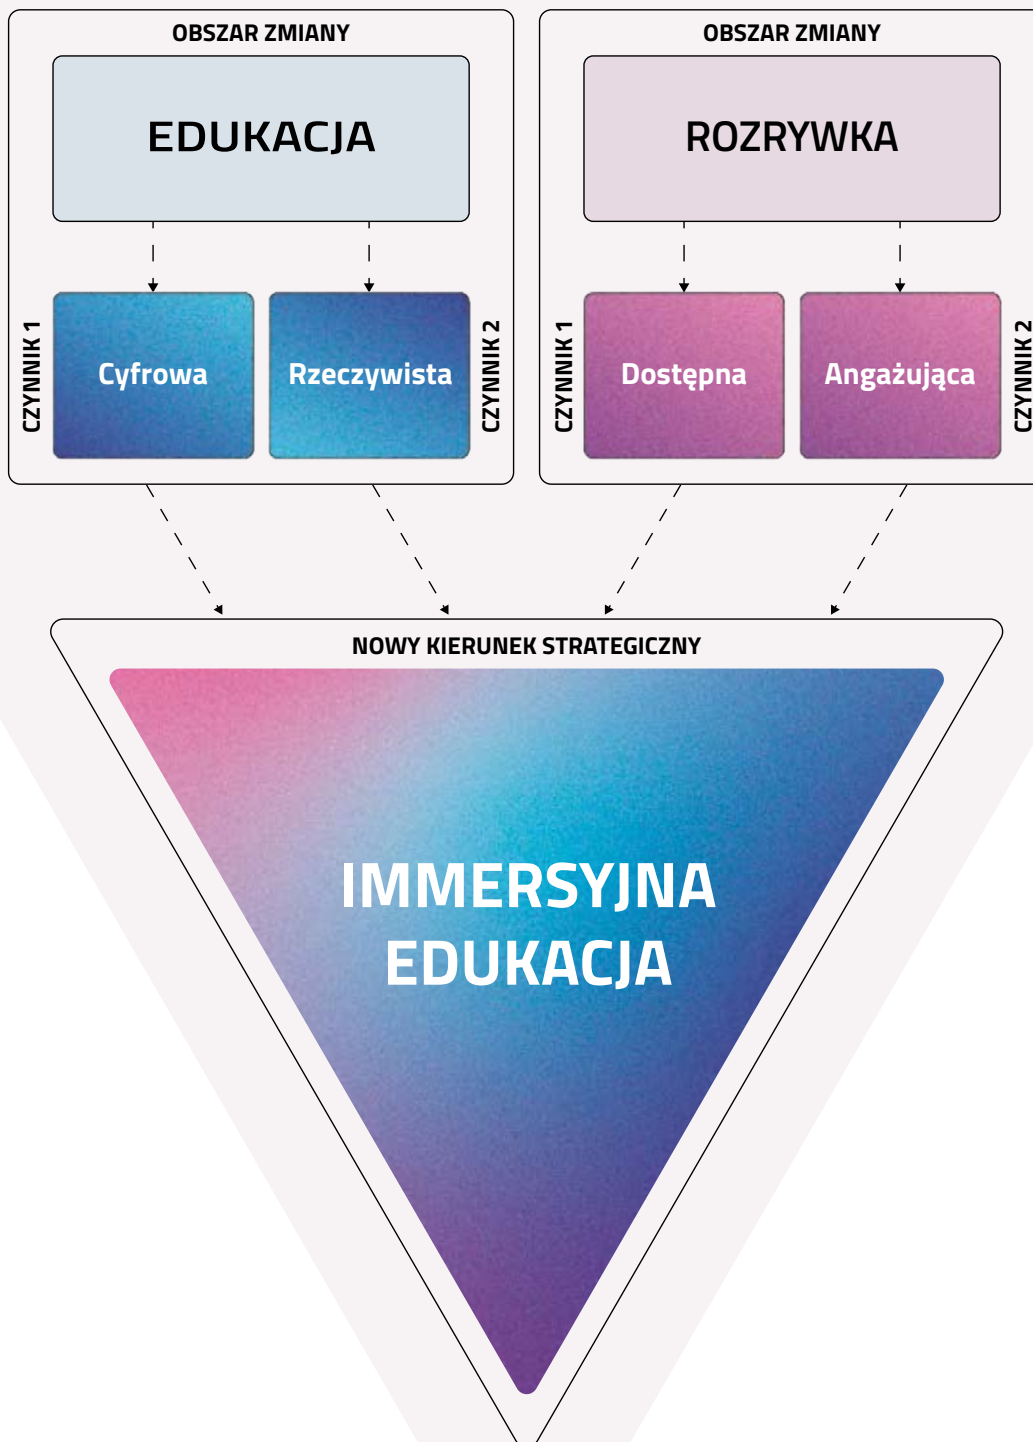 OBSZAR ZMIANY
EDUKACJA
CZYNNIK 1
Cyfrowa
Rzeczywista
CZYNNIK 2
OBSZAR ZMIANY
ROZRYWKA
CZYNNIK 1
Dostępna
Angażująca
CZYNNIK 2
NOWY KIERUNEK STRATEGICZNY
IMMERSYJNA
EDUKACJA